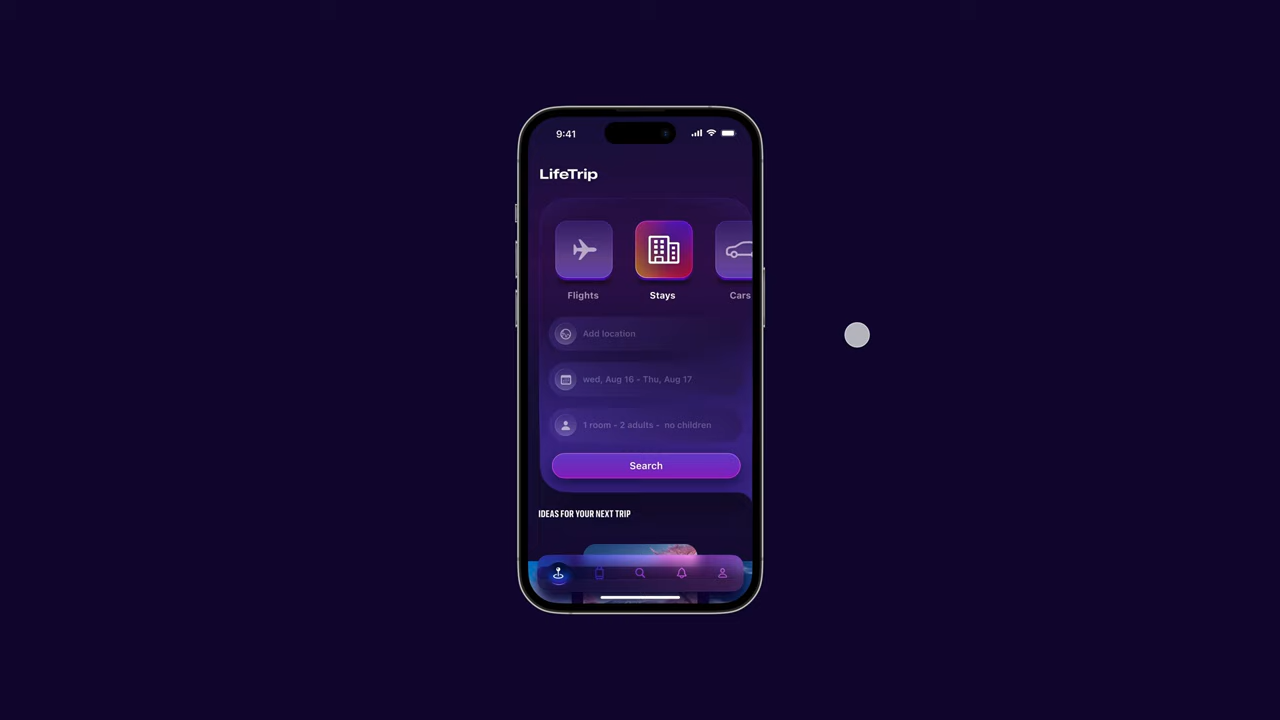 9:41
LifeTrip
Flights
Stays
Cars
Add location
wed, Aug 16 - Thu, Aug 17
1 room - 2 adults - no children
Search
IDEAS FOR YOUR NEXT TRIP